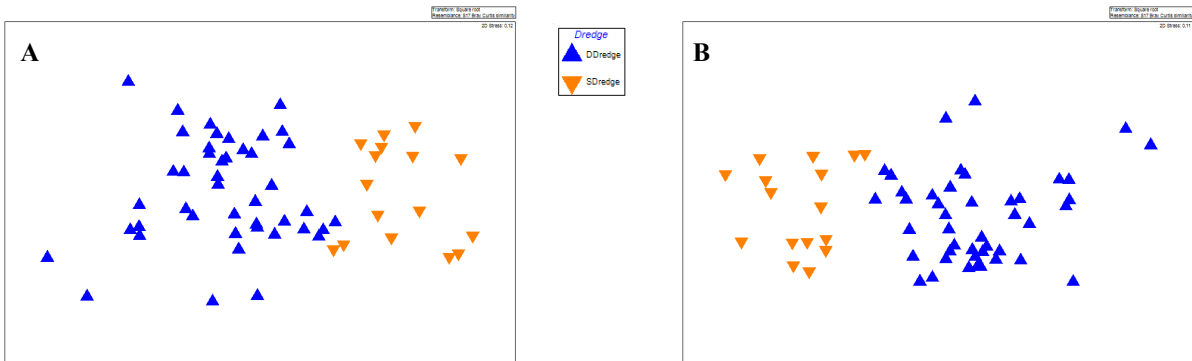 Transform: Square root
Resemblance: S17 Bray Curtis similarity
2D Stress: 0.12
A
Dredge
DDredge
SDredge
Transform: Square root
Resemblance: S17 Bray Curtis similarity
2D Stress: 0.11
B